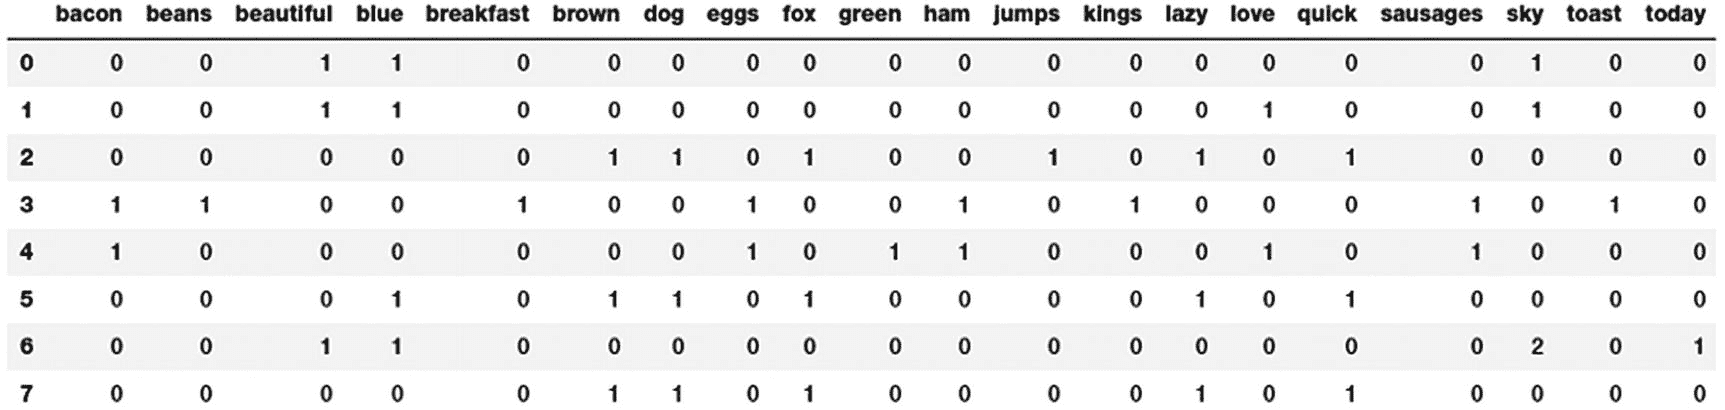 bacon beans beautiful blue breakfast brown dog eggs fox green ham jumps kings lazy love quick sausages sky toast today
0 0 0 1 1 0 0 0 0 0 0 0 0 0 0 0 0 0 1 0 0
1 0 0 1 1 0 0 0 0 0 0 0 0 0 0 1 0 0 1 0 0
2 0 0 0 0 0 1 1 0 1 0 0 1 0 1 0 1 0 0 0 0
3 1 1 0 0 1 0 0 1 0 0 1 0 1 0 0 0 1 0 1 0
4 1 0 0 0 0 0 0 1 0 1 1 0 0 0 1 0 1 0 0 0
5 0 0 0 1 0 1 1 0 1 0 0 0 0 1 0 1 0 0 0 0
6 0 0 1 1 0 0 0 0 0 0 0 0 0 0 0 0 0 2 0 1
7 0 0 0 0 0 1 1 0 1 0 0 0 0 1 0 1 0 0 0 0